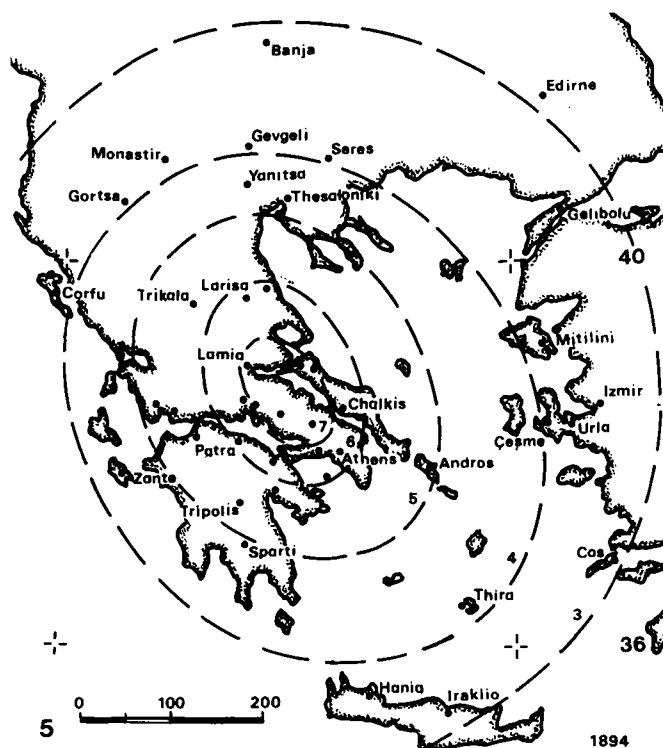 Banja
Edirne
Gevgeli
Seres
Monastir
Yanitsa
Gortsa
Thesaloniki
Gelibolu
40
Corfu
Larisa
Trikala
Mitilini
Lamia
Izmir
Chalkis
7
Urla
6
Çeşme
Patra
Athens
Andros
Zante
5
Tripolis
Sparti
4
Cos
Thira
3
36
Hania
Iraklio
0 100 200
5
1894